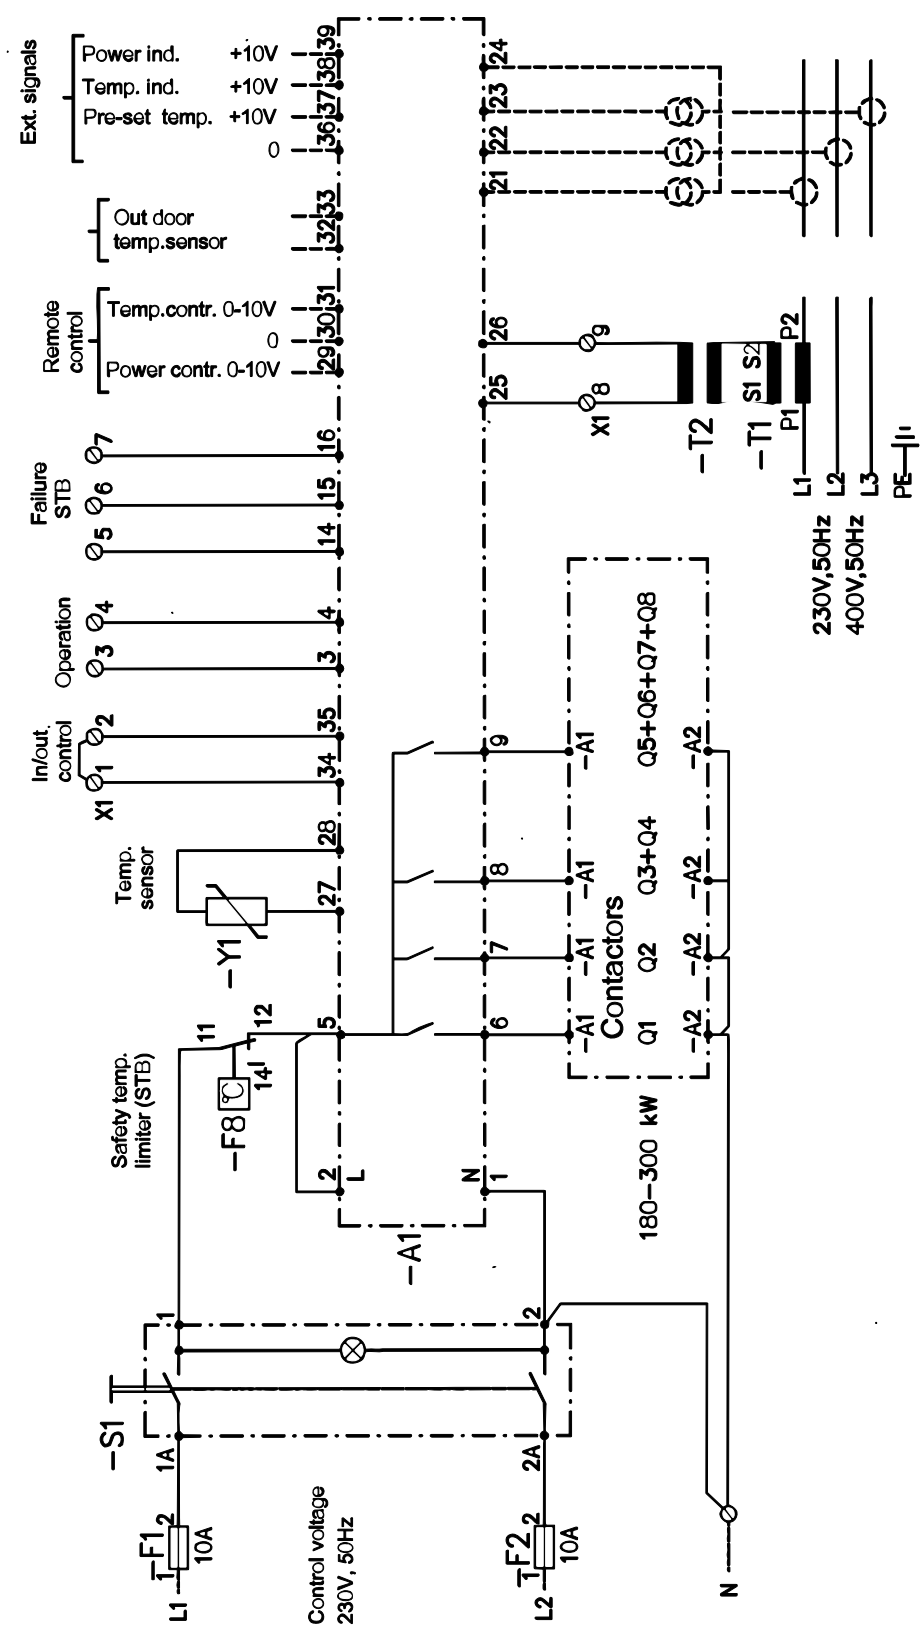 Control voltage
230V, 50Hz
L1
1
–F1
2
10A
L2
1
–F2
2
10A
N
–S1
1A
1
2A
2
Safety temp.
limiter (STB)
–F8
°C
11
12
14
–A1
2
L
N
1
5
Temp.
sensor
–Y1
27
28
In/out.
control
X1
1
2
34
35
Operation
3
4
3
4
Failure
STB
5
6
7
14
15
16
Remote
control
Temp.contr. 0-10V
0
Power contr. 0-10V
31
30
29
Out door
temp.sensor
33
32
Ext. signals
Power ind. +10V
Temp. ind. +10V
Pre-set temp. +10V
0
39
38
37
36
6
7
8
9
180–300 kW
Contactors
–A1
–A1
–A1
–A1
Q1
Q2
Q3+Q4
Q5+Q6+Q7+Q8
–A2
–A2
–A2
–A2
25
26
X1
8
9
–T2
–T1
S1
S2
P1
P2
21
22
23
24
L1
L2
L3
PE
230V,50Hz
400V,50Hz